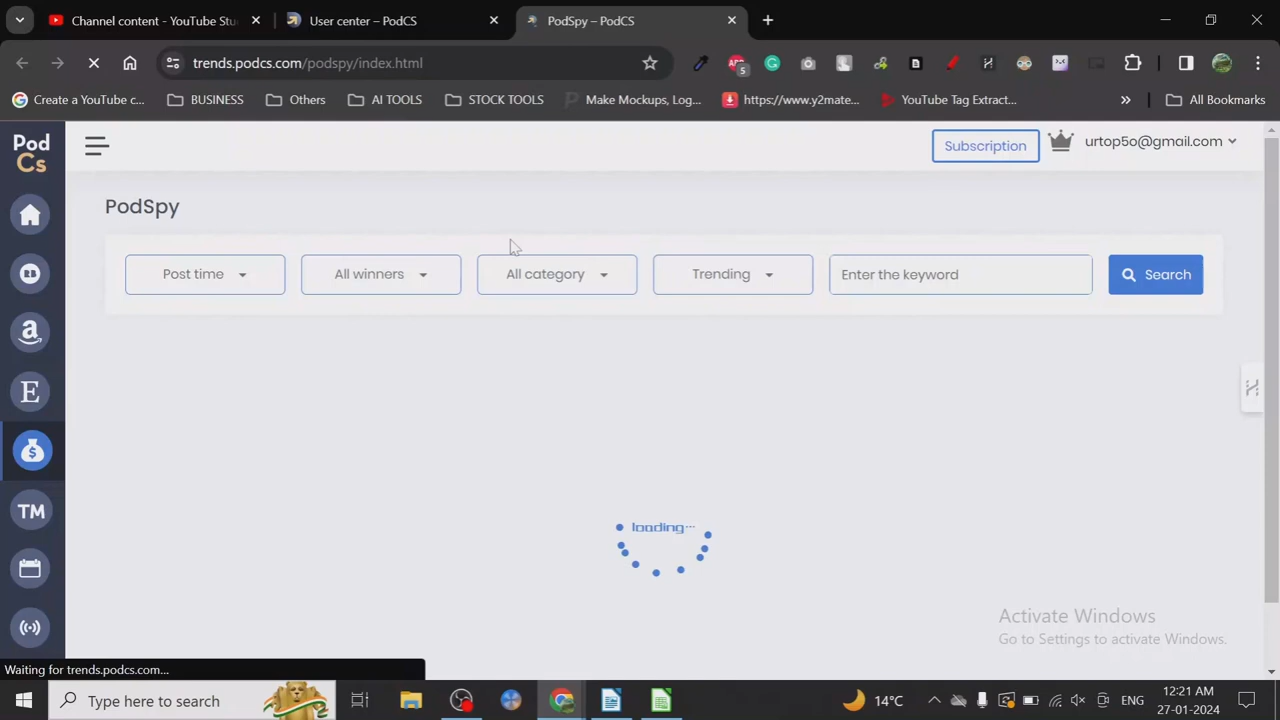 Channel content - YouTube Stu
User center – PodCS
PodSpy – PodCS
trends.podcs.com/podspy/index.html
5
Create a YouTube c...
BUSINESS
Others
AI TOOLS
STOCK TOOLS
Make Mockups, Log...
https://www.y2mate...
YouTube Tag Extract...
»
All Bookmarks
Pod
Cs
Subscription
urtop5o@gmail.com
PodSpy
Post time
All winners
All category
Trending
Enter the keyword
Search
RB
a
E
$
TM
loading...
Activate Windows
Go to Settings to activate Windows.
Waiting for trends.podcs.com...
Type here to search
14°C
ENG
12:21 AM
27-01-2024